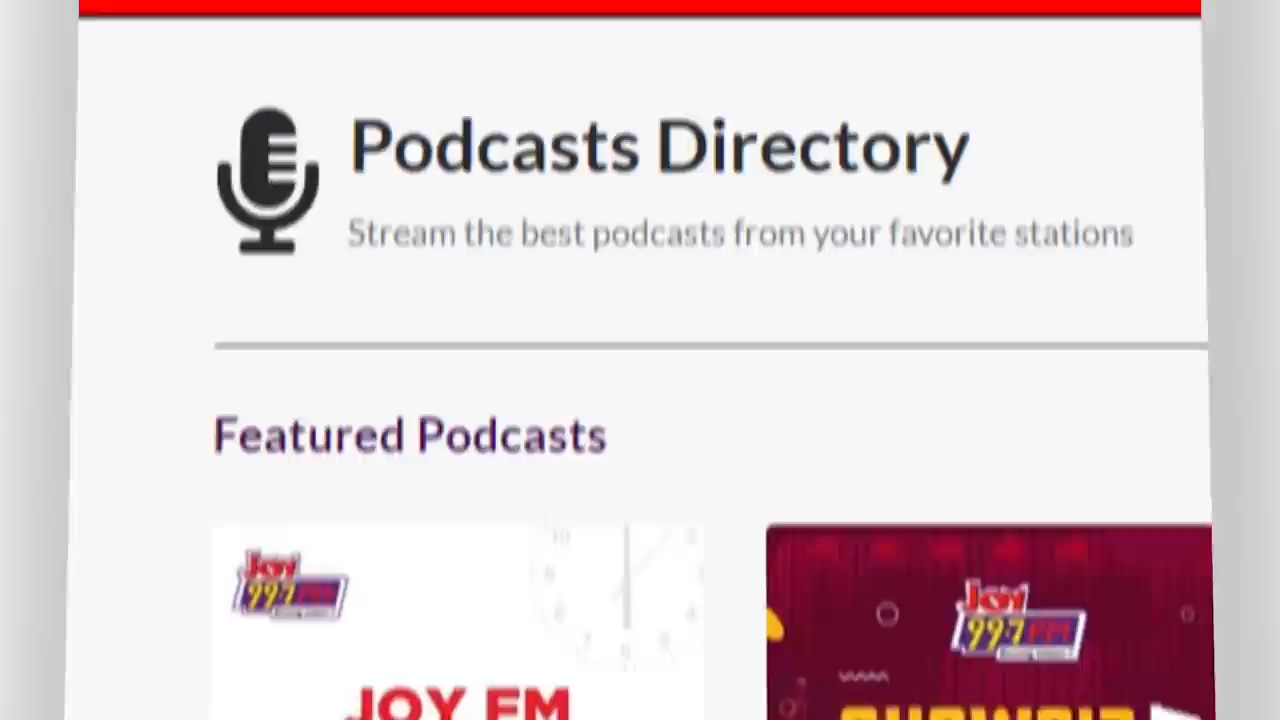 Podcasts Directory
Stream the best podcasts from your favorite stations
Featured Podcasts
Joy
99.7 FM
JOY FM
Joy
99.7 FM
SHOWBIZ